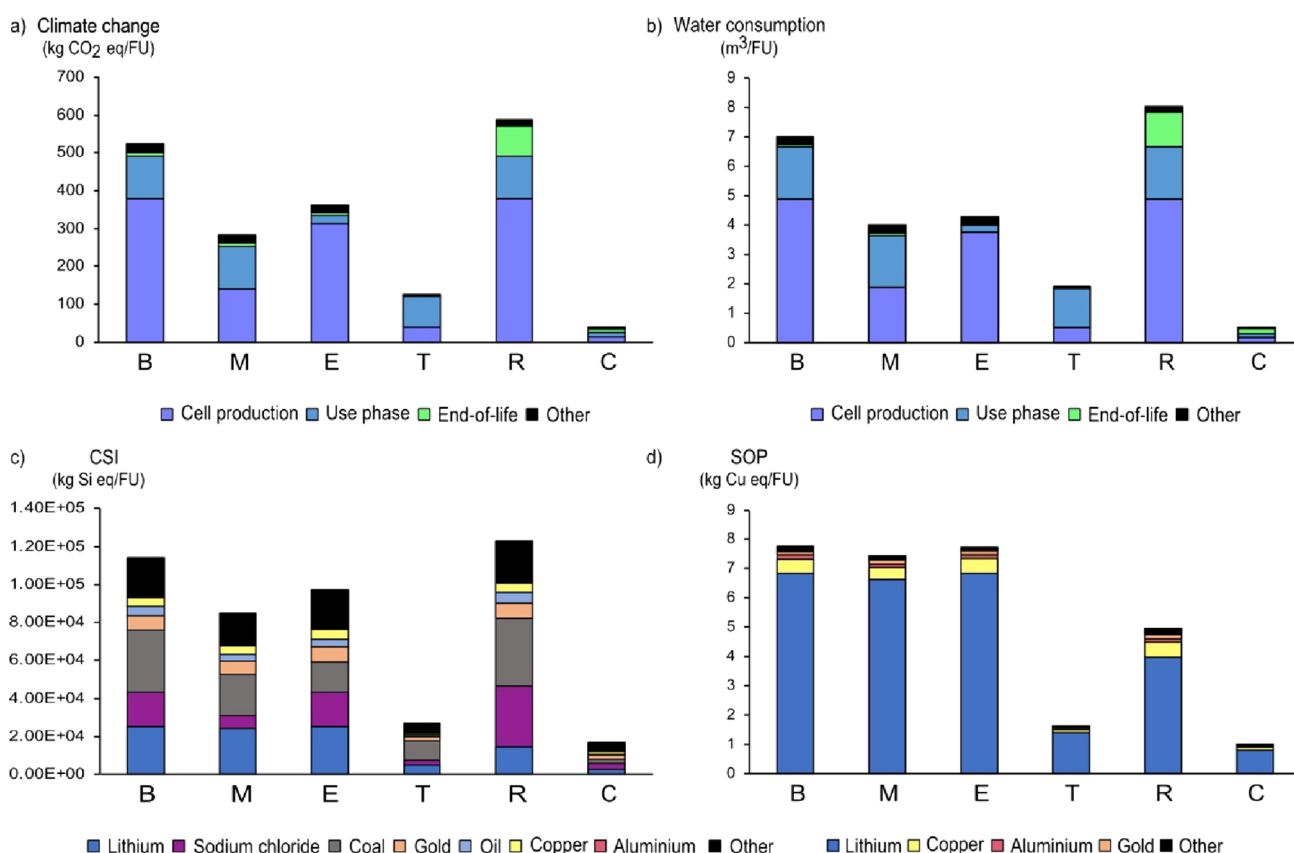 a) Climate change
(kg CO2 eq/FU)
700
600
500
400
300
200
100
0
B M E T R C
Cell production Use phase End-of-life Other
b) Water consumption
(m3/FU)
9
8
7
6
5
4
3
2
1
0
B M E T R C
Cell production Use phase End-of-life Other
c) CSI
(kg Si eq/FU)
1.40E+05
1.20E+05
1.00E+05
8.00E+04
6.00E+04
4.00E+04
2.00E+04
0.00E+00
B M E T R C
Lithium Sodium chloride Coal Gold Oil Copper Aluminium Other
d) SOP
(kg Cu eq/FU)
9
8
7
6
5
4
3
2
1
0
B M E T R C
Lithium Copper Aluminium Gold Other